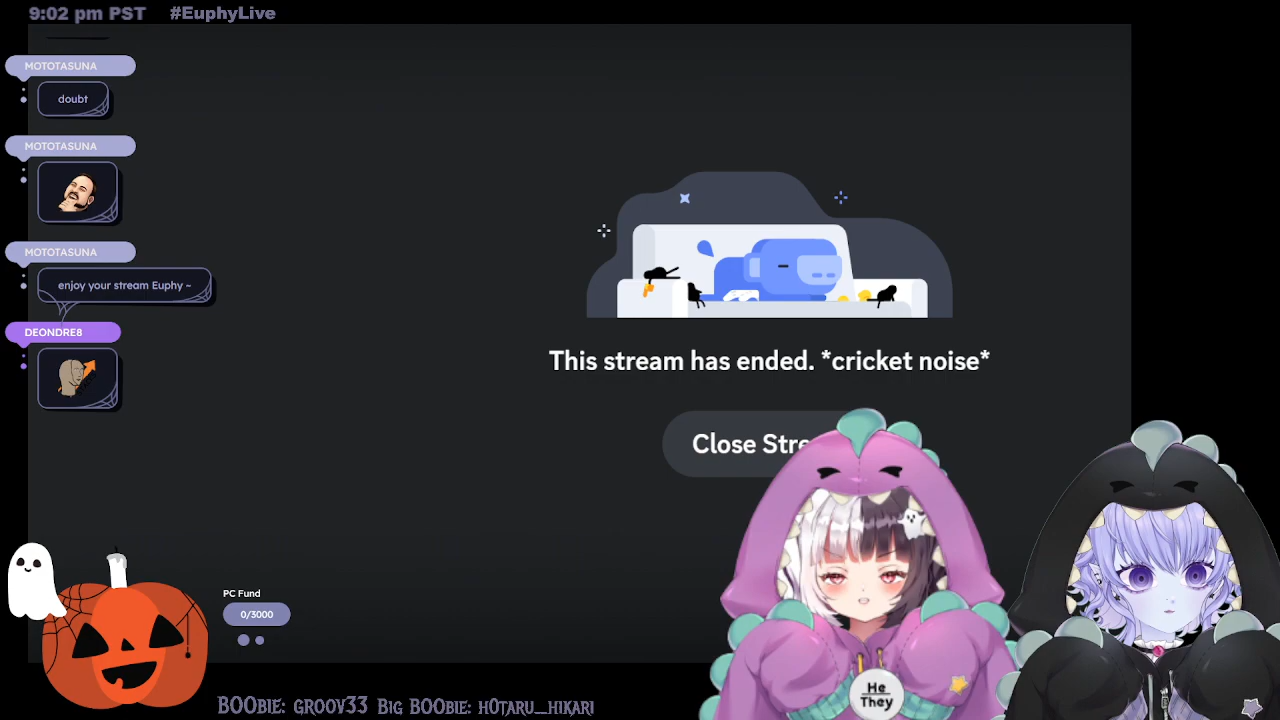 9:02 pm PST #EuphyLive
MOTOTASUNA
doubt
MOTOTASUNA
MOTOTASUNA
enjoy your stream Euphy ~
DEONDRE8
This stream has ended. *cricket noise*
Close Stre
PC Fund
0/3000
He
They
BOObie: groov33 Big BOObie: h0taru_hikari